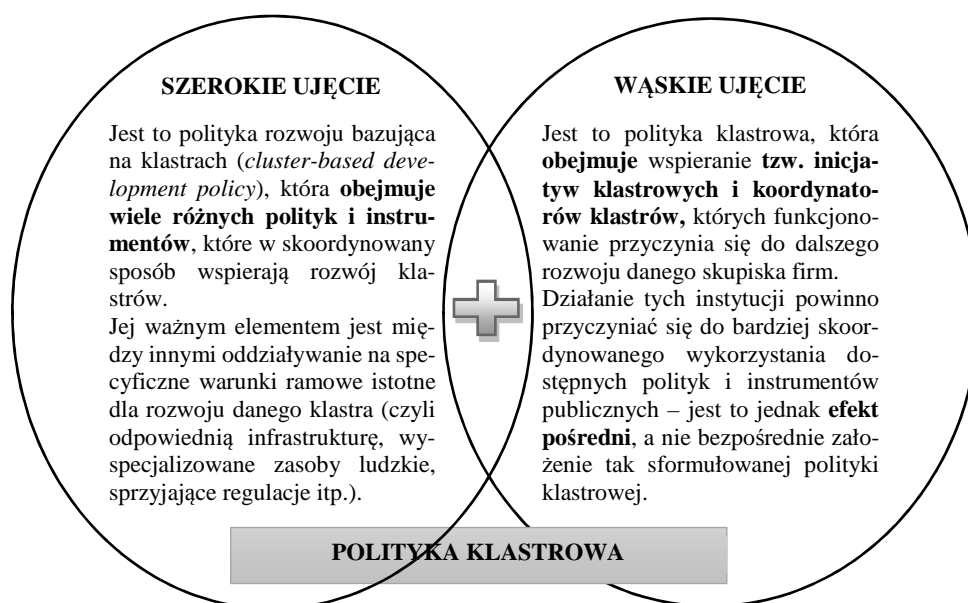 SZEROKIE UJĘCIE
Jest to polityka rozwoju bazująca
na klastrach (cluster-based deve-
lopment policy), która obejmuje
wiele różnych polityk i instru-
mentów, które w skoordynowany
sposób wspierają rozwój kla-
strów.
Jej ważnym elementem jest mię-
dzy innymi oddziaływanie na spe-
cyficzne warunki ramowe istotne
dla rozwoju danego klastra (czyli
odpowiednią infrastrukturę, wy-
specjalizowane zasoby ludzkie,
sprzyjające regulacje itp.).
WĄSKIE UJĘCIE
Jest to polityka klastrowa, która
obejmuje wspieranie tzw. inicja-
tyw klastrowych i koordynato-
rów klastrów, których funkcjono-
wanie przyczynia się do dalszego
rozwoju danego skupiska firm.
Działanie tych instytucji powinno
przyczyniać się do bardziej skoor-
dynowanego wykorzystania do-
stępnych polityk i instrumentów
publicznych – jest to jednak efekt
pośredni, a nie bezpośrednie zało-
żenie tak sformułowanej polityki
klastrowej.
POLITYKA KLASTROWA